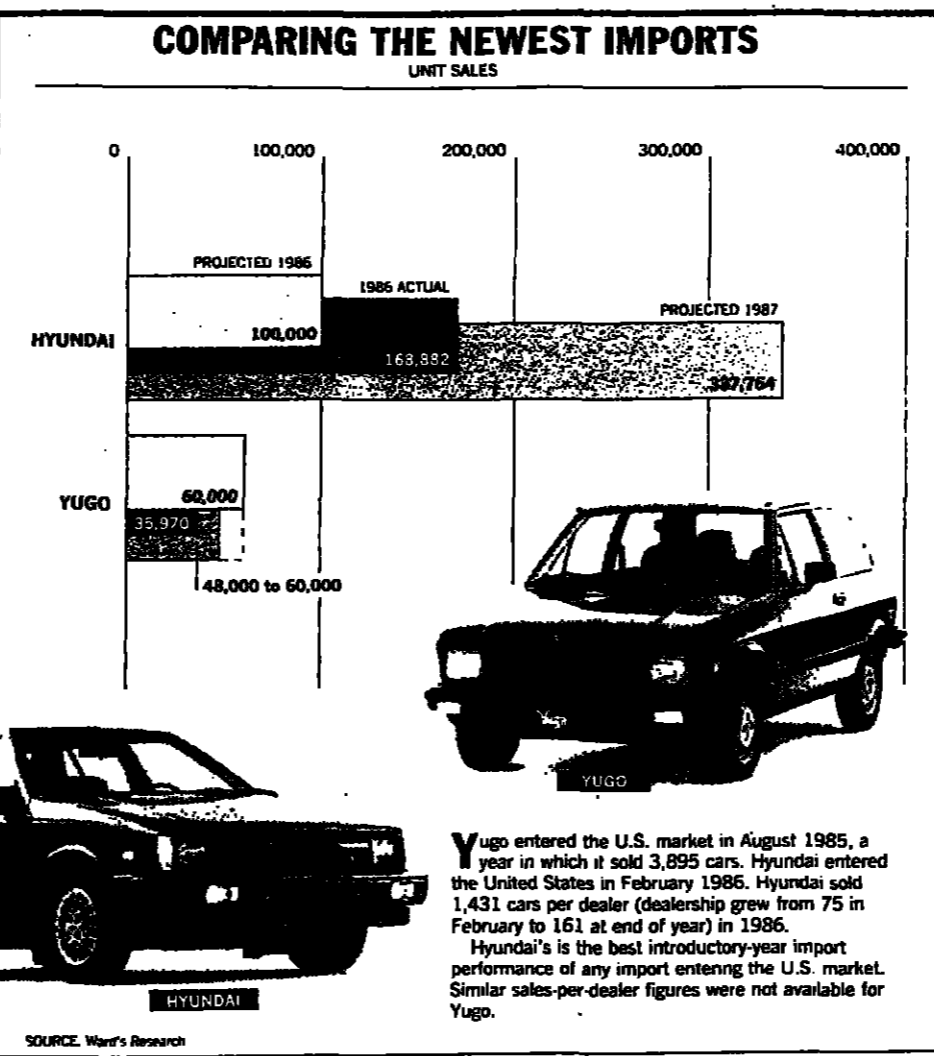 COMPARING THE NEWEST IMPORTS
UNIT SALES
0 100,000 200,000 300,000 400,000
PROJECTED 1986
1986 ACTUAL
PROJECTED 1987
HYUNDAI
100,000
168,882
337,764
YUGO
60,000
35,970
48,000 to 60,000
Yugo
YUGO
HYUNDAI
Yugo entered the U.S. market in August 1985, a
year in which it sold 3,895 cars. Hyundai entered
the United States in February 1986. Hyundai sold
1,431 cars per dealer (dealership grew from 75 in
February to 161 at end of year) in 1986.
Hyundai's is the best introductory-year import
performance of any import entering the U.S. market.
Similar sales-per-dealer figures were not available for
Yugo.
SOURCE. Ward's Research